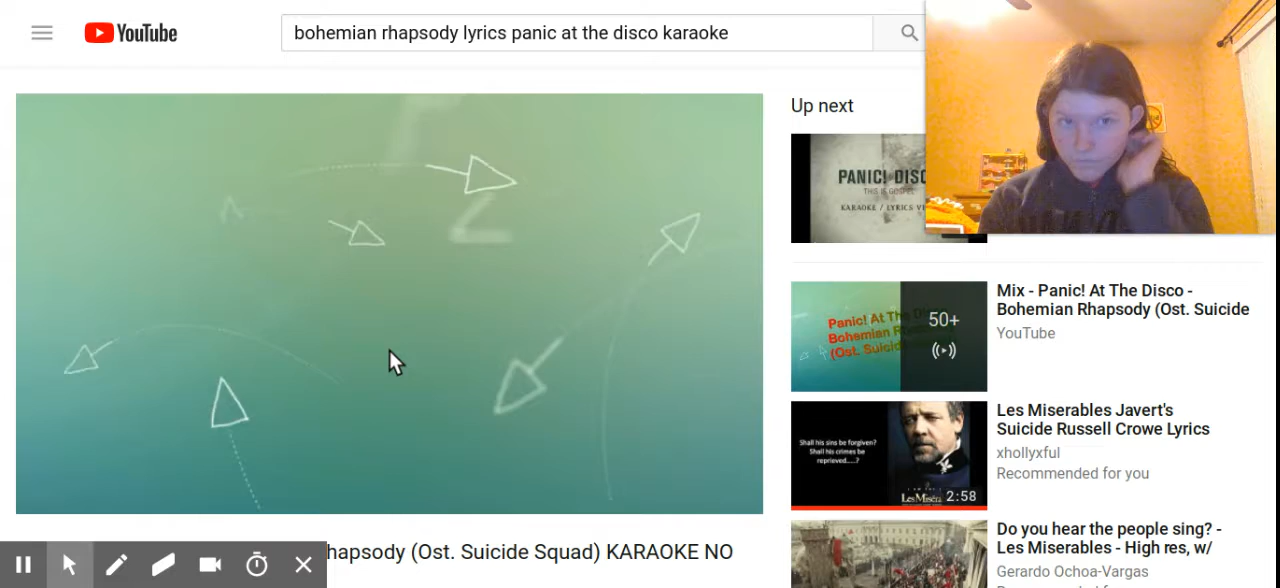 YouTube
bohemian rhapsody lyrics panic at the disco karaoke
Up next
PANIC! DISC
THIS IS GOSPEL
KARAOKE / LYRICS VI
Panic! At The
Bohemian
(Ost. Suicid
50+
Mix - Panic! At The Disco -
Bohemian Rhapsody (Ost. Suicide
YouTube
Shall his sins be forgiven?
Shall his crimes be
reprieved.....?
Les Miséra
2:58
Les Miserables Javert's
Suicide Russell Crowe Lyrics
xhollyxful
Recommended for you
Do you hear the people sing? -
Les Miserables - High res, w/
Gerardo Ochoa-Vargas
hapsody (Ost. Suicide Squad) KARAOKE NO